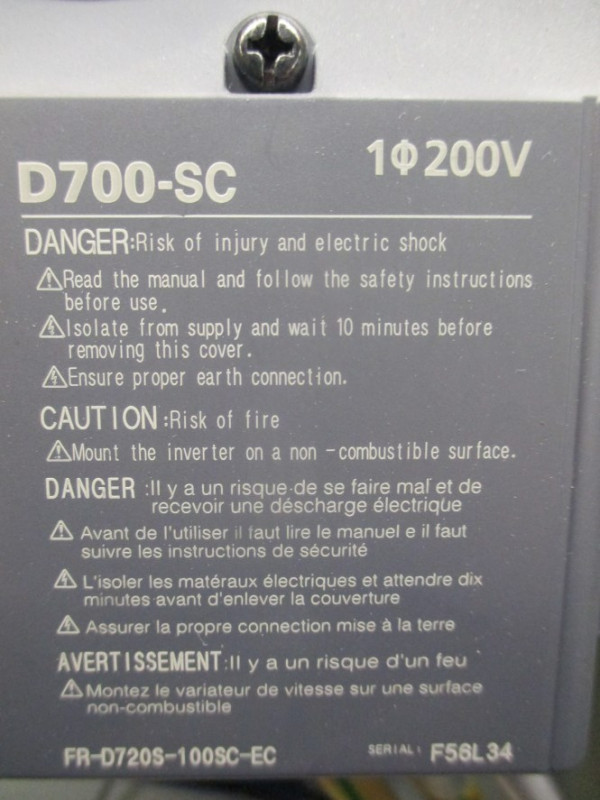 D700-SC 1Φ200V
DANGER:Risk of injury and electric shock
Read the manual and follow the safety instructions
before use.
Isolate from supply and wait 10 minutes before
removing this cover.
Ensure proper earth connection.
CAUTION :Risk of fire
Mount the inverter on a non -combustible surface.
DANGER :Il y a un risque de se faire mal et de
recevoir une déscharge électrique
Avant de l'utiliser il faut lire le manuel e il faut
suivre les instructions de sécurité
L'isoler les matéraux électriques et attendre dix
minutes avant d'enlever la couverture
Assurer la propre connection mise à la terre
AVERTISSEMENT:Il y a un risque d'un feu
Montez le variateur de vitesse sur une surface
non-combustible
FR-D720S-100SC-EC SERIAL: F56L34